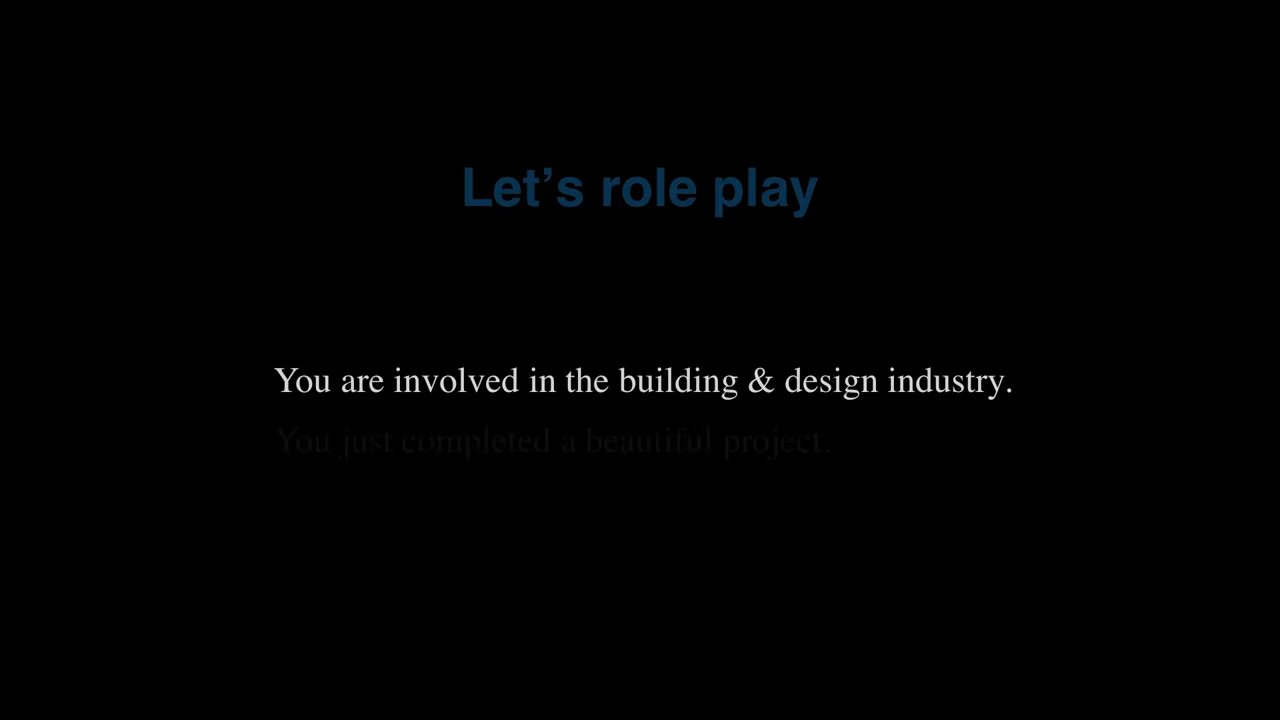 Let’s role play
You are involved in the building & design industry.
You just completed a beautiful project.